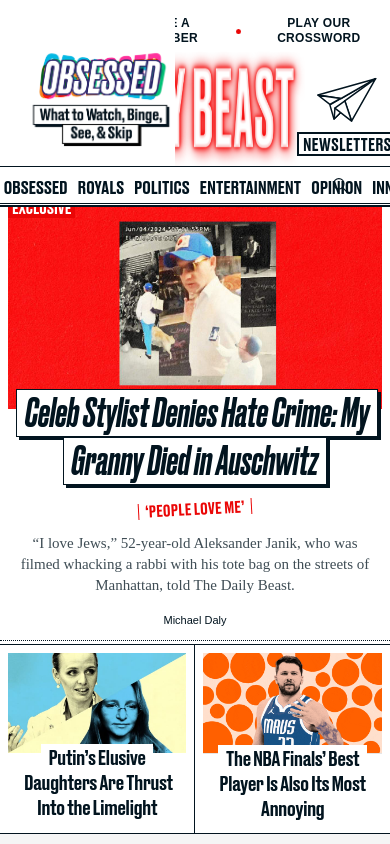 E A
BER
PLAY OUR
CROSSWORD
OBSESSED
What to Watch, Binge,
See, & Skip
Y BEAST
NEWSLETTERS
OBSESSED ROYALS POLITICS ENTERTAINMENT OPINION INN
EXCLUSIVE
Jun/04/2024
Celeb Stylist Denies Hate Crime: My
Granny Died in Auschwitz
‘PEOPLE LOVE ME’
“I love Jews,” 52-year-old Aleksander Janik, who was
filmed whacking a rabbi with his tote bag on the streets of
Manhattan, told The Daily Beast.
Michael Daly
MAVS
Putin’s Elusive
Daughters Are Thrust
Into the Limelight
The NBA Finals’ Best
Player Is Also Its Most
Annoying